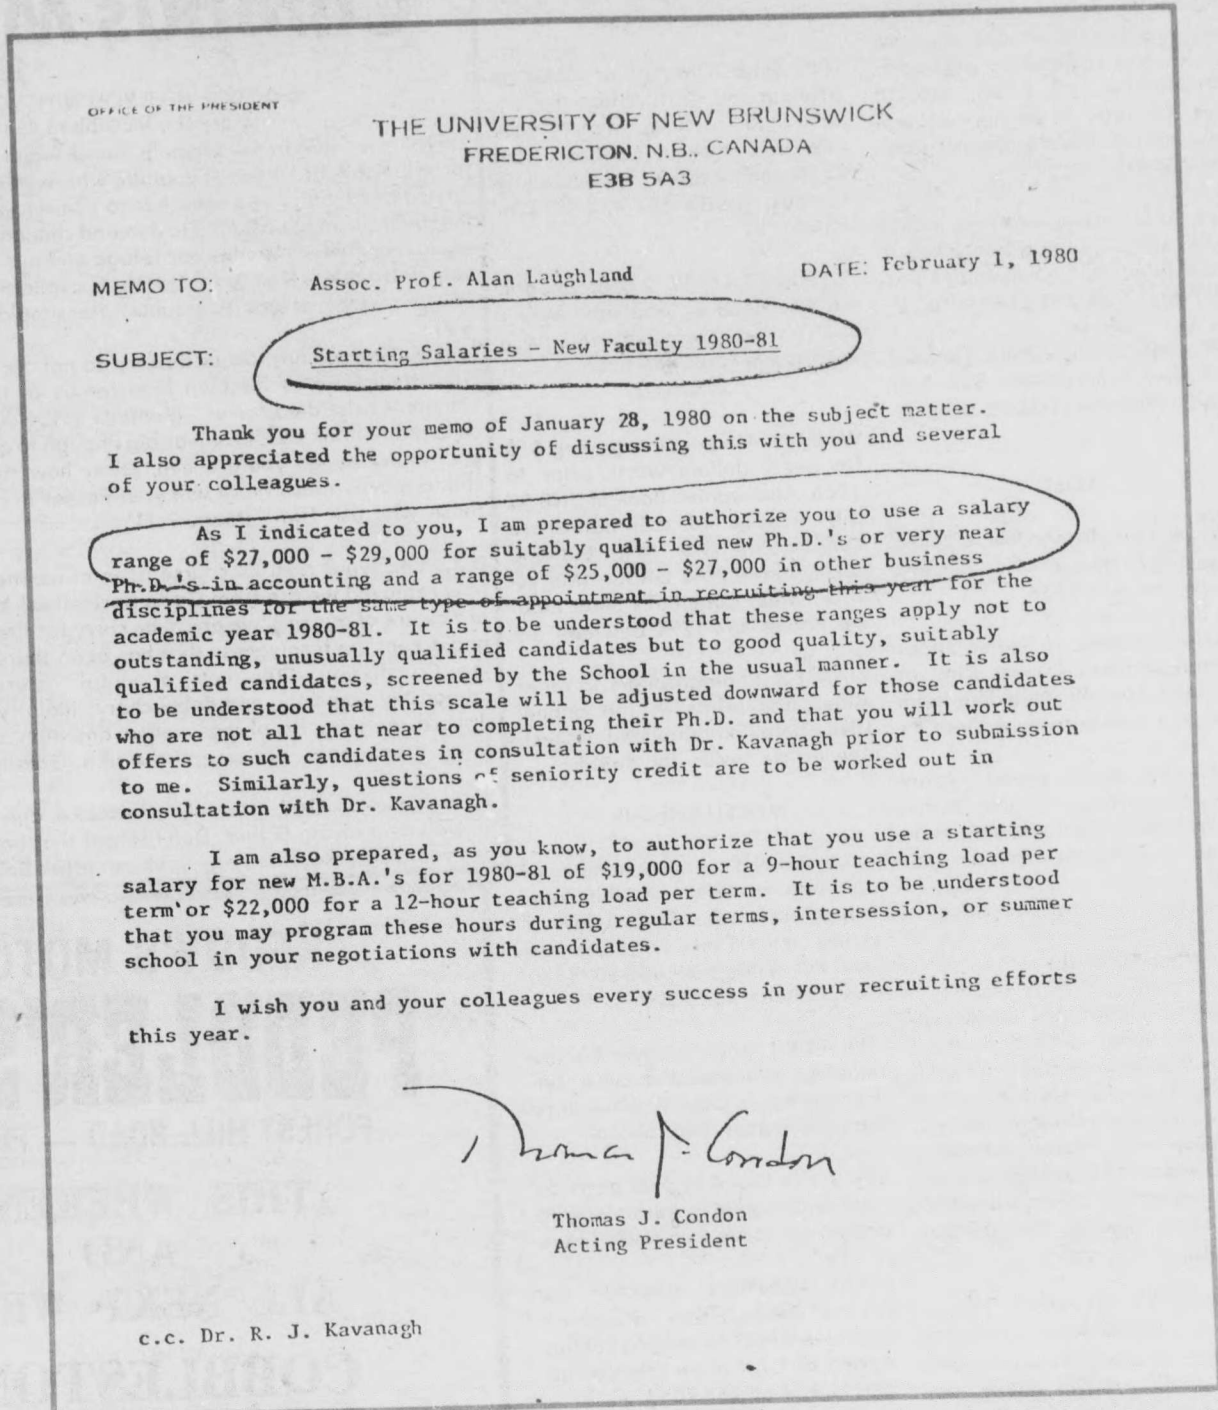 OFFICE OF THE PRESIDENT
THE UNIVERSITY OF NEW BRUNSWICK
FREDERICTON, N.B., CANADA
E3B 5A3
MEMO TO: Assoc. Prof. Alan Laughland DATE: February 1, 1980
SUBJECT: Starting Salaries - New Faculty 1980-81
Thank you for your memo of January 28, 1980 on the subject matter.
I also appreciated the opportunity of discussing this with you and several
of your colleagues.
As I indicated to you, I am prepared to authorize you to use a salary
range of $27,000 - $29,000 for suitably qualified new Ph.D.'s or very near
Ph.D.'s in accounting and a range of $25,000 - $27,000 in other business
disciplines for the same type of appointment in recruiting this year for the
academic year 1980-81. It is to be understood that these ranges apply not to
outstanding, unusually qualified candidates but to good quality, suitably
qualified candidates, screened by the School in the usual manner. It is also
to be understood that this scale will be adjusted downward for those candidates
who are not all that near to completing their Ph.D. and that you will work out
offers to such candidates in consultation with Dr. Kavanagh prior to submission
to me. Similarly, questions of seniority credit are to be worked out in
consultation with Dr. Kavanagh.
I am also prepared, as you know, to authorize that you use a starting
salary for new M.B.A.'s for 1980-81 of $19,000 for a 9-hour teaching load per
term or $22,000 for a 12-hour teaching load per term. It is to be understood
that you may program these hours during regular terms, intersession, or summer
school in your negotiations with candidates.
I wish you and your colleagues every success in your recruiting efforts
this year.
Thomas J. Condon
Thomas J. Condon
Acting President
c.c. Dr. R. J. Kavanagh